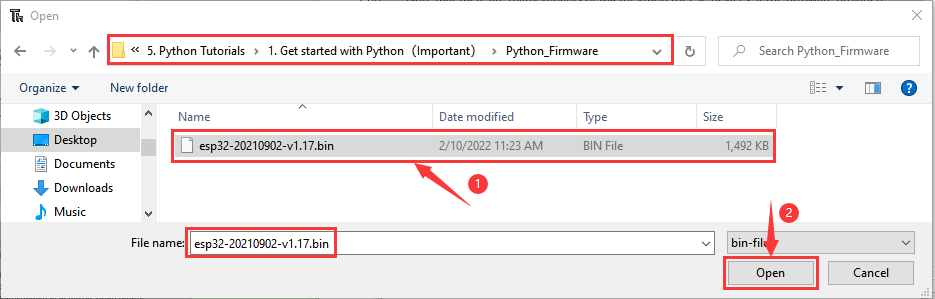 Open
« 5. Python Tutorials > 1. Get started with Python（Important） > Python_Firmware
Search Python_Firmware
Organize New folder
Name Date modified Type Size
3D Objects
Desktop
Documents
Downloads
Music
esp32-20210902-v1.17.bin 2/10/2022 11:23 AM BIN File 1,492 KB
1
2
File name: esp32-20210902-v1.17.bin
Open Cancel